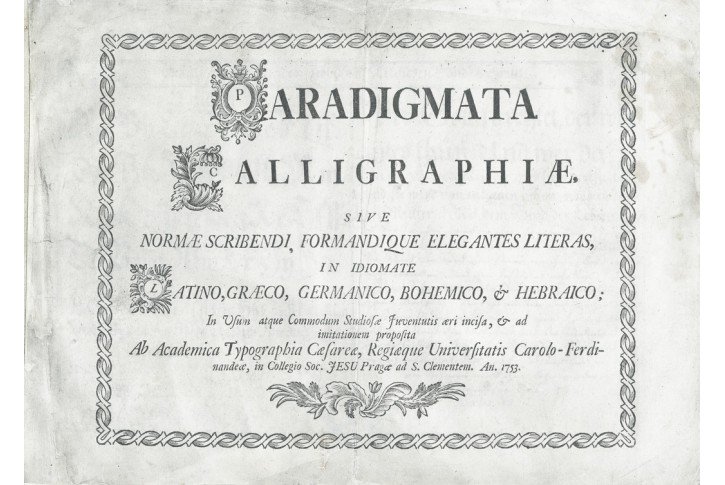 PARADIGMATA
CALLIGRAPHIÆ,
SIVE
NORMÆ SCRIBENDI, FORMANDIQUE ELEGANTES LITERAS,
IN IDIOMATE
LATINO, GRÆCO, GERMANICO, BOHEMICO, & HEBRAICO;
In Uſum atque Commodum Studioſæ Juventutis æri inciſa, & ad
imitationem propoſita
Ab Academica Typographia Cæſareæ, Regiæque Univerſitatis Carolo-Ferdi-
nandeæ, in Collegio Soc. JESU Pragæ ad S. Clementem. An. 1753.